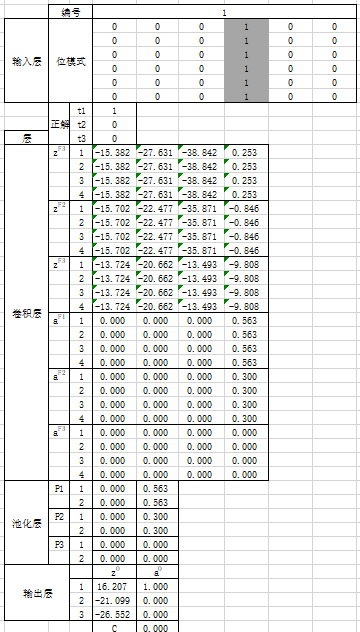 编号 1
0 0 0 1 0 0
0 0 0 1 0 0
0 0 0 1 0 0
输入层 位模式 0 0 0 1 0 0
0 0 0 1 0 0
0 0 0 1 0 0
t1 1
正解 t2 0
层 t3 0
zF3 1 -15.382 -27.631 -38.842 0.253
2 -15.382 -27.631 -38.842 0.253
3 -15.382 -27.631 -38.842 0.253
4 -15.382 -27.631 -38.842 0.253
zF2 1 -15.702 -22.477 -35.871 -0.846
2 -15.702 -22.477 -35.871 -0.846
3 -15.702 -22.477 -35.871 -0.846
4 -15.702 -22.477 -35.871 -0.846
zF3 1 -13.724 -20.662 -13.493 -9.808
2 -13.724 -20.662 -13.493 -9.808
3 -13.724 -20.662 -13.493 -9.808
卷积层 4 -13.724 -20.662 -13.493 -9.808
aF1 1 0.000 0.000 0.000 0.563
2 0.000 0.000 0.000 0.563
3 0.000 0.000 0.000 0.563
4 0.000 0.000 0.000 0.563
aF2 1 0.000 0.000 0.000 0.300
2 0.000 0.000 0.000 0.300
3 0.000 0.000 0.000 0.300
4 0.000 0.000 0.000 0.300
aF3 1 0.000 0.000 0.000 0.000
2 0.000 0.000 0.000 0.000
3 0.000 0.000 0.000 0.000
4 0.000 0.000 0.000 0.000
P1 1 0.000 0.563
2 0.000 0.563
池化层 P2 1 0.000 0.300
2 0.000 0.300
P3 1 0.000 0.000
2 0.000 0.000
zO aO
输出层 1 16.207 1.000
2 -21.099 0.000
3 -26.552 0.000
C 0.000